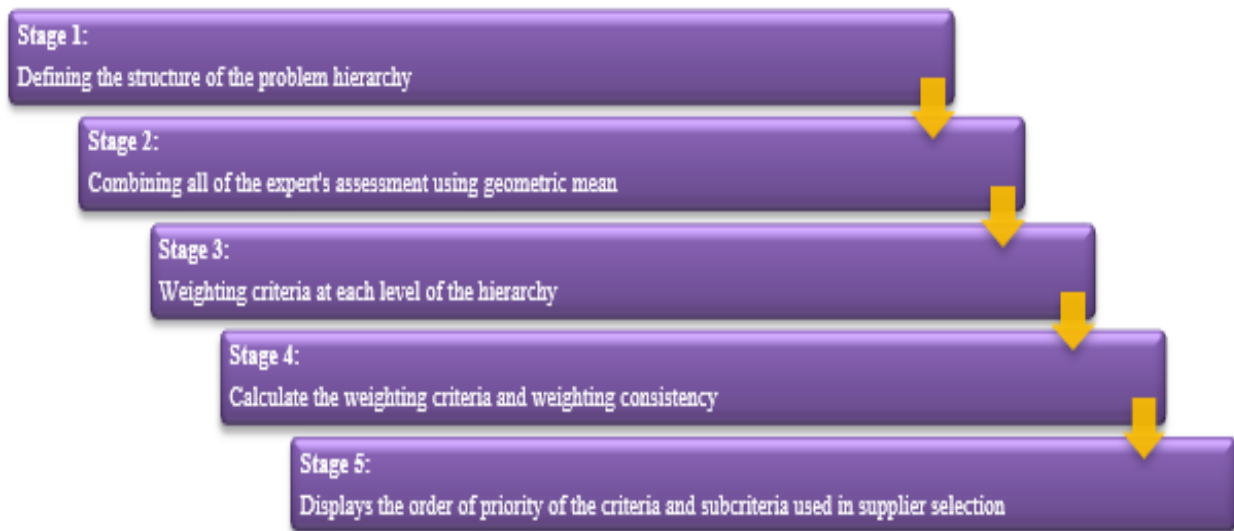 Stage 1:
Defining the structure of the problem hierarchy
Stage 2:
Combining all of the expert's assessment using geometric mean
Stage 3:
Weighting criteria at each level of the hierarchy
Stage 4:
Calculate the weighting criteria and weighting consistency
Stage 5:
Displays the order of priority of the criteria and subcriteria used in supplier selection